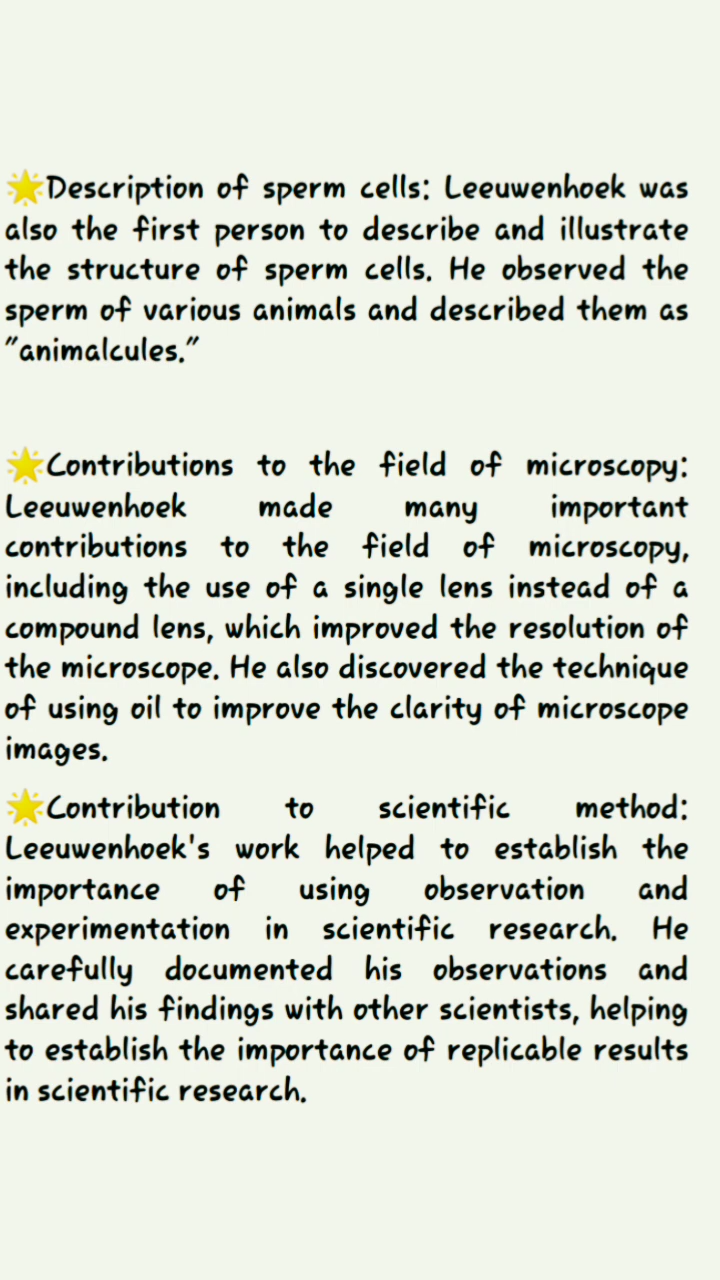 🌟Description of sperm cells: Leeuwenhoek was
also the first person to describe and illustrate
the structure of sperm cells. He observed the
sperm of various animals and described them as
"animalcules."
🌟Contributions to the field of microscopy:
Leeuwenhoek made many important
contributions to the field of microscopy,
including the use of a single lens instead of a
compound lens, which improved the resolution of
the microscope. He also discovered the technique
of using oil to improve the clarity of microscope
images.
🌟Contribution to scientific method:
Leeuwenhoek's work helped to establish the
importance of using observation and
experimentation in scientific research. He
carefully documented his observations and
shared his findings with other scientists, helping
to establish the importance of replicable results
in scientific research.